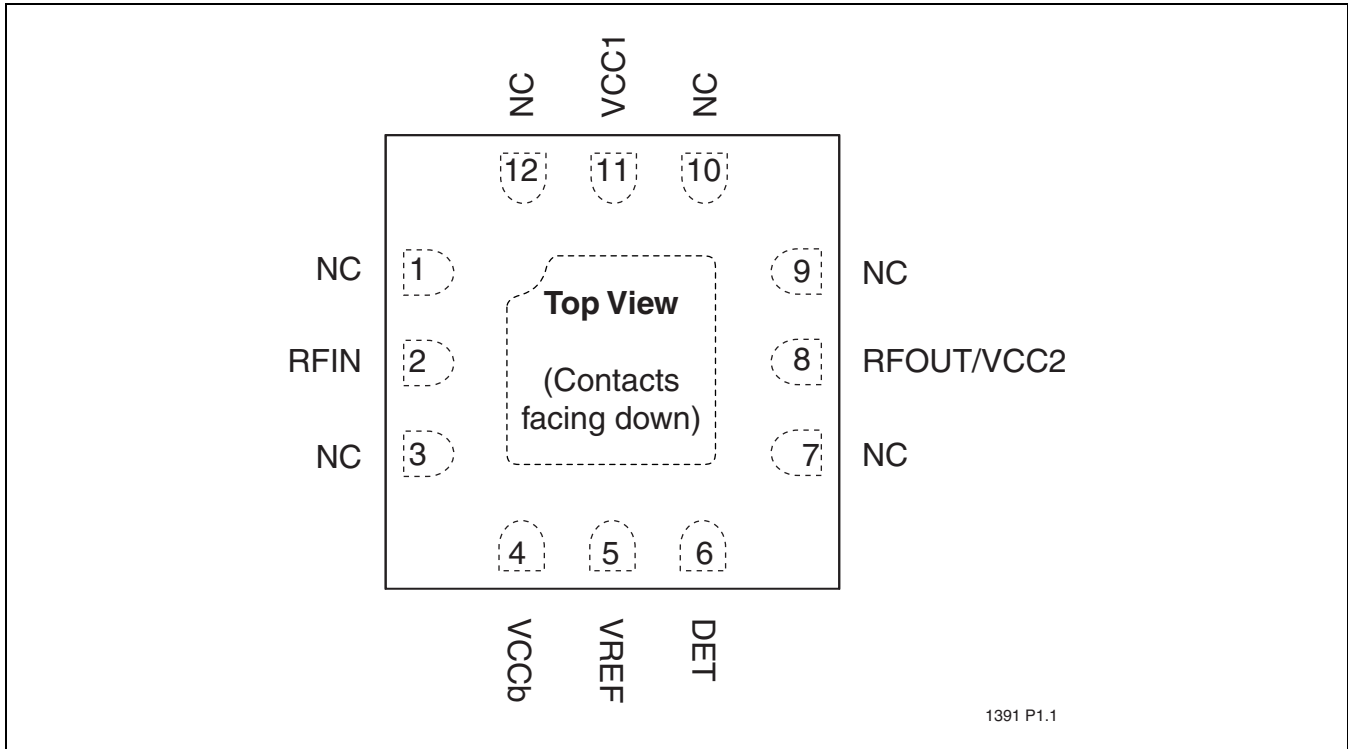 NC VCC1 NC
12 11 10
NC 1 9 NC
Top View
RFIN 2 8 RFOUT/VCC2
(Contacts
facing down)
NC 3 7 NC
4 5 6
VCCb VREF DET
1391 P1.1